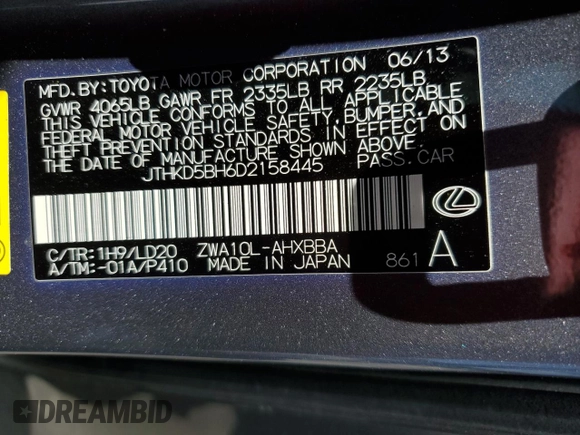 MFD. BY: TOYOTA MOTOR CORPORATION 06/13
GVWR 4065LB GAWR FR 2335LB RR 2235LB
THIS VEHICLE CONFORMS TO ALL APPLICABLE
FEDERAL MOTOR VEHICLE SAFETY, BUMPER, AND
THEFT PREVENTION STANDARDS IN EFFECT ON
THE DATE OF MANUFACTURE SHOWN ABOVE.
JTHKD5BH6D2158445 PASS. CAR
C/TR: 1H9/LD20 ZWA10L-AHXBBA
A/TM: -01A/P410 MADE IN JAPAN 861 A
DREAMBID